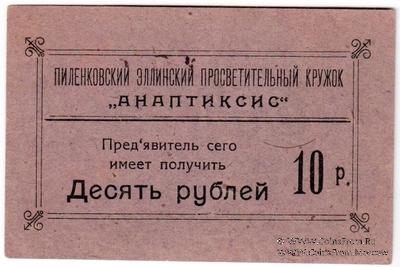 ПИЛЕНКОВСКИЙ ЭЛЛИНСКИЙ ПРОСВЕТИТЕЛЬНЫЙ КРУЖОК
„АНАПТИКСИС“
Пред'явитель сего
имеет получить
Десять рублей 10 р.